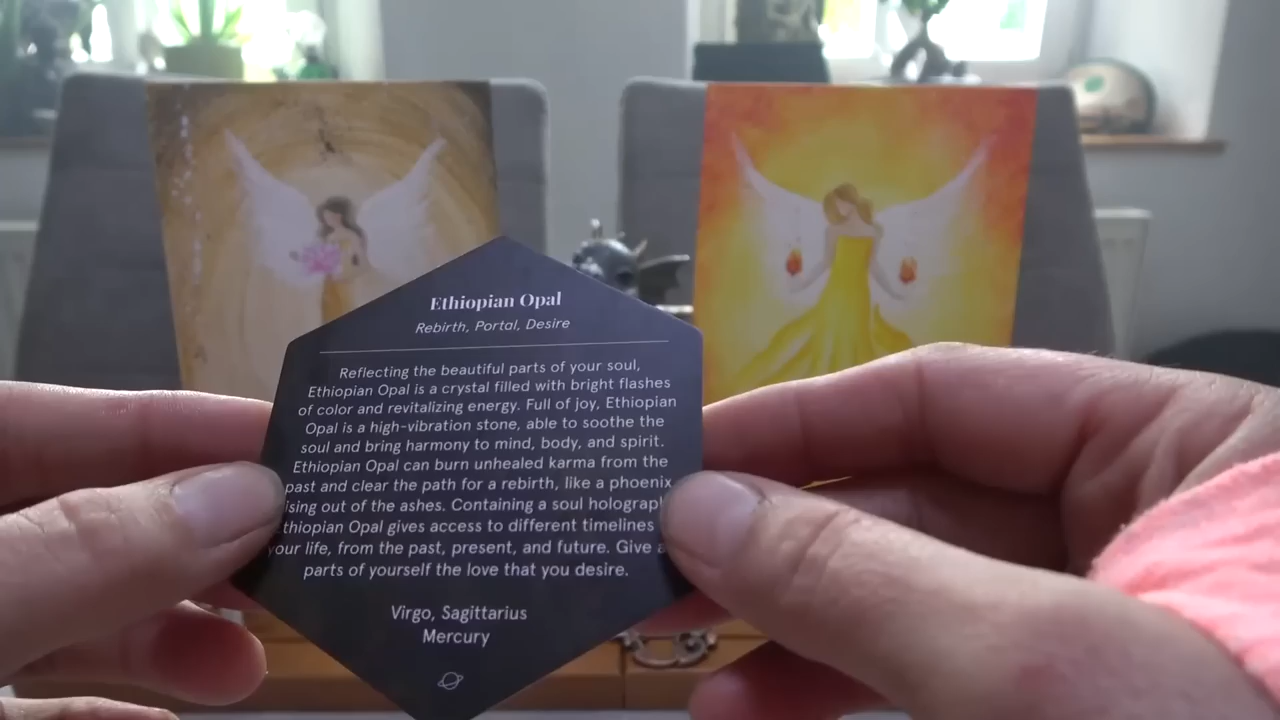 Ethiopian Opal
Rebirth, Portal, Desire
Reflecting the beautiful parts of your soul,
Ethiopian Opal is a crystal filled with bright flashes
of color and revitalizing energy. Full of joy, Ethiopian
Opal is a high-vibration stone, able to soothe the
soul and bring harmony to mind, body, and spirit.
Ethiopian Opal can burn unhealed karma from the
past and clear the path for a rebirth, like a phoenix
ising out of the ashes. Containing a soul holograp
thiopian Opal gives access to different timelines
your life, from the past, present, and future. Give a
parts of yourself the love that you desire.
Virgo, Sagittarius
Mercury